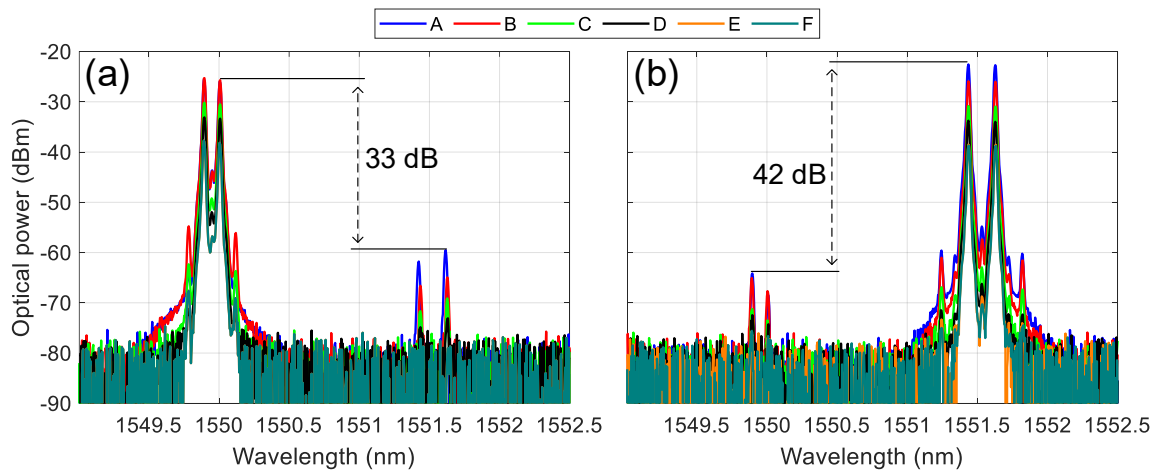 A B C D E F
(a) (b)
33 dB
42 dB
Optical power (dBm)
-20
-30
-40
-50
-60
-70
-80
-90
1549.5 1550 1550.5 1551 1551.5 1552 1552.5
1549.5 1550 1550.5 1551 1551.5 1552 1552.5
Wavelength (nm) Wavelength (nm)